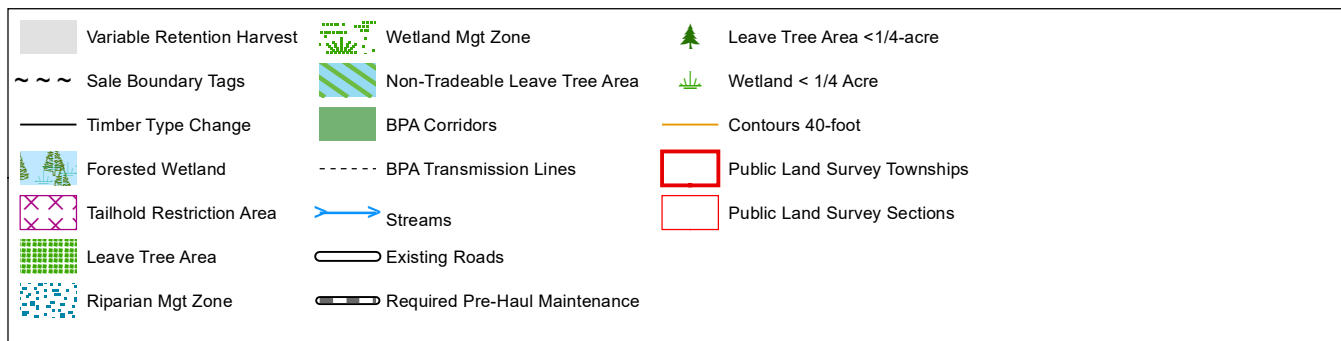 Variable Retention Harvest
Sale Boundary Tags
Timber Type Change
Forested Wetland
Tailhold Restriction Area
Leave Tree Area
Riparian Mgt Zone
Wetland Mgt Zone
Non-Tradeable Leave Tree Area
BPA Corridors
BPA Transmission Lines
Streams
Existing Roads
Required Pre-Haul Maintenance
Leave Tree Area <1/4-acre
Wetland < 1/4 Acre
Contours 40-foot
Public Land Survey Townships
Public Land Survey Sections